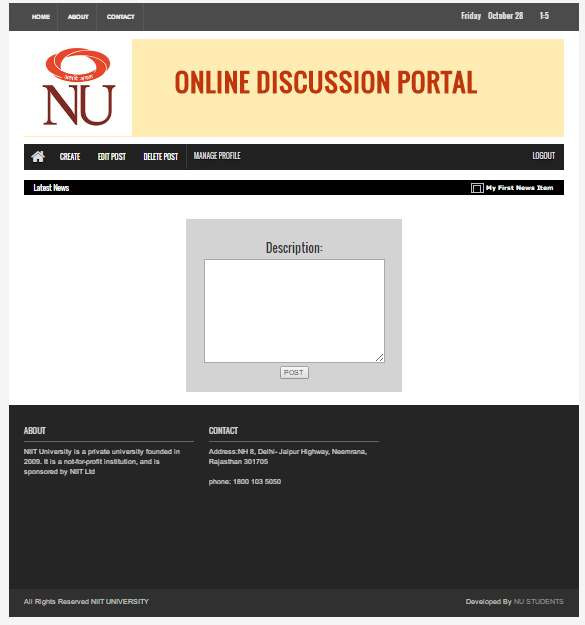 HOME ABOUT CONTACT Friday October 28 1:5
NU
ONLINE DISCUSSION PORTAL
CREATE EDIT POST DELETE POST MANAGE PROFILE LOGOUT
Latest News My First News Item
Description:
POST
ABOUT CONTACT
NIIT University is a private university founded in
2009. It is a not-for-profit institution, and is
sponsored by NIIT Ltd
Address:NH 8, Delhi- Jaipur Highway, Neemrana,
Rajasthan 301705
phone: 1800 103 5050
All Rights Reserved NIIT UNIVERSITY Developed By NU STUDENTS